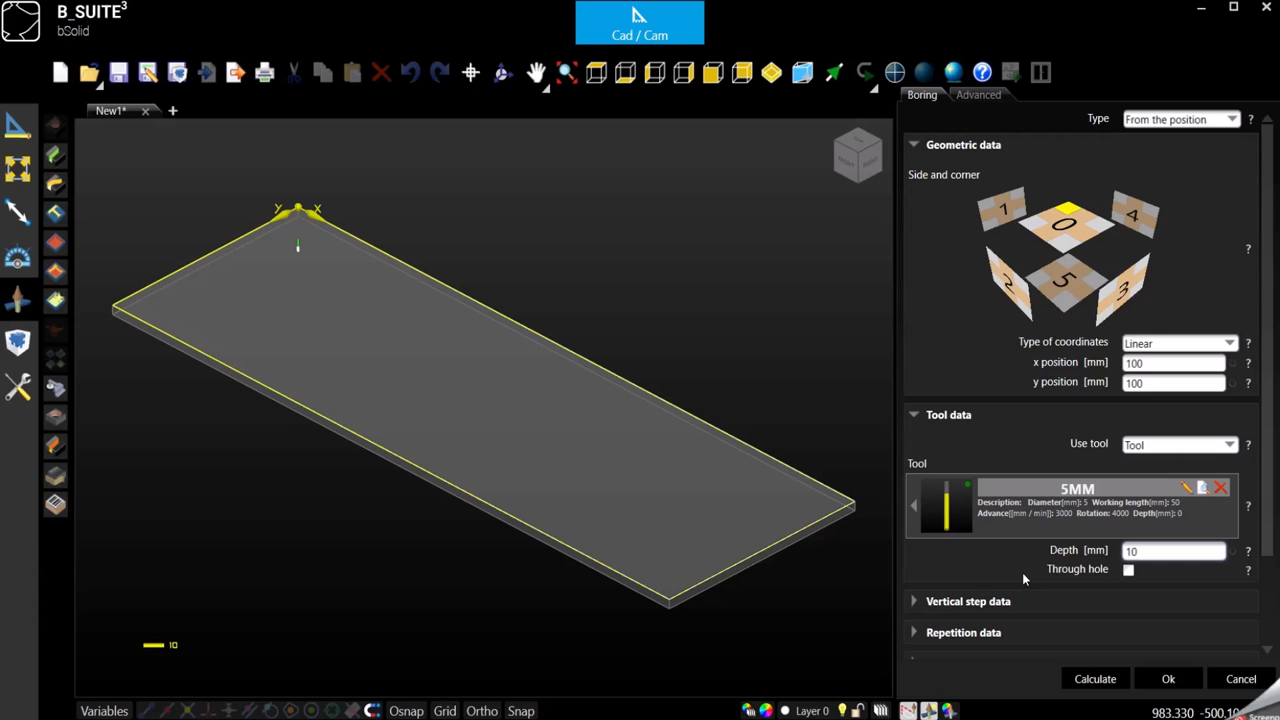 B_SUITE³
bSolid
Cad / Cam
New1*
Boring
Advanced
Type
From the position
?
Geometric data
Side and corner
1
0
4
2
5
3
?
Type of coordinates
Linear
?
x position [mm]
100
?
y position [mm]
100
?
Tool data
Use tool
Tool
?
Tool
5MM
Description: Diameter[mm]: 5 Working length[mm]: 50
Advance[[mm / min]]: 3000 Rotation: 4000 Depth[mm]: 0
?
Depth [mm]
10
?
Through hole
?
Vertical step data
Repetition data
Calculate
Ok
Cancel
Y
X
10
Variables
Osnap
Grid
Ortho
Snap
Layer 0
983.330 -500.10